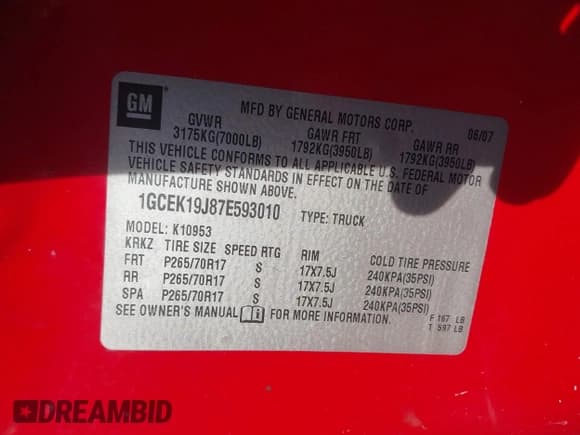 GM
MFD BY GENERAL MOTORS CORP. 06/07
GVWR GAWR FRT GAWR RR
3175KG(7000LB) 1792KG(3950LB) 1792KG(3950LB)
THIS VEHICLE CONFORMS TO ALL APPLICABLE U.S. FEDERAL MOTOR
VEHICLE SAFETY STANDARDS IN EFFECT ON THE DATE OF
MANUFACTURE SHOWN ABOVE.
1GCEK19J87E593010 TYPE: TRUCK
MODEL: K10953
KRKZ TIRE SIZE SPEED RTG RIM COLD TIRE PRESSURE
FRT P265/70R17 S 17X7.5J 240KPA(35PSI)
RR P265/70R17 S 17X7.5J 240KPA(35PSI)
SPA P265/70R17 S 17X7.5J 240KPA(35PSI)
SEE OWNER'S MANUAL FOR MORE INFORMATION.
F 167 LB
T 597 LB
DREAMBID